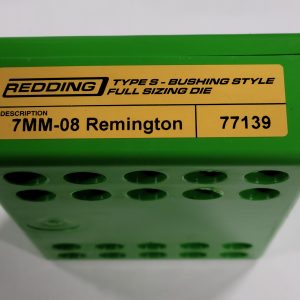 REDDING TYPE S - BUSHING STYLE
FULL SIZING DIE
DESCRIPTION
7MM-08 Remington 77139